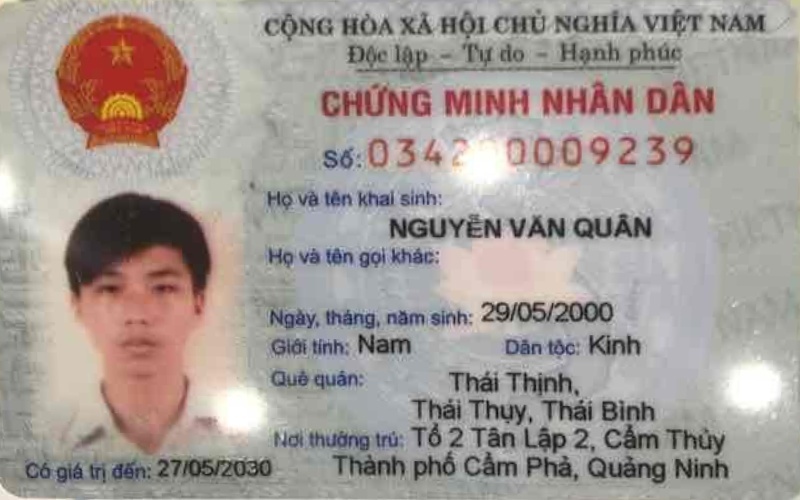 CỘNG HÒA XÃ HỘI CHỦ NGHĨA VIỆT NAM
Độc lập - Tự do - Hạnh phúc
CHỨNG MINH NHÂN DÂN
Số:
Họ và tên khai sinh:
NGUYỄN VĂN QUÂN
Họ và tên gọi khác:
Ngày, tháng, năm sinh: 29/05/2000
Giới tính: Nam Dân tộc: Kinh
Quê quán: Thái Thịnh,
Thái Thụy, Thái Bình
Nơi thường trú: Tổ 2 Tân Lập 2, Cẩm Thủy
Có giá trị đến: 27/05/2030 Thành phố Cẩm Phả, Quảng Ninh